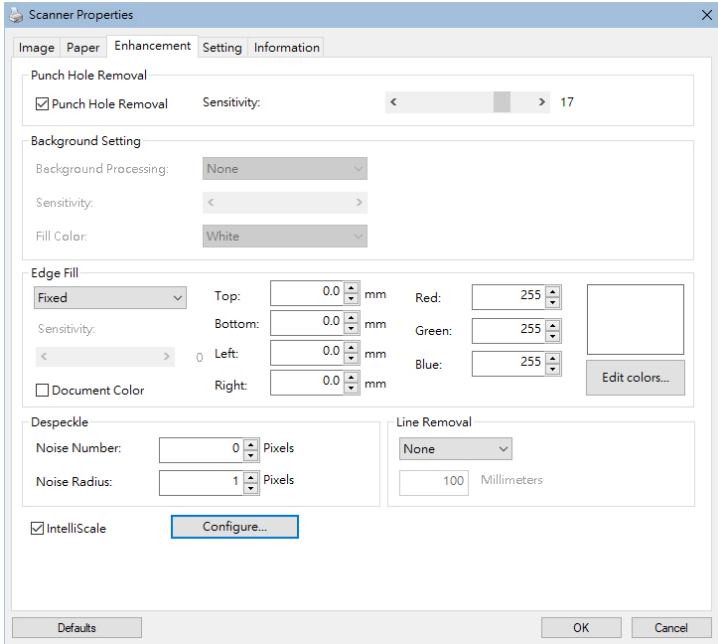 Scanner Properties
Image Paper Enhancement Setting Information
Punch Hole Removal
Punch Hole Removal Sensitivity: 17
Background Setting
Background Processing: None
Sensitivity:
Fill Color: White
Edge Fill
Fixed Top: 0.0 mm Red: 255
Sensitivity: Bottom: 0.0 mm Green: 255
0 Left: 0.0 mm Blue: 255
Document Color Right: 0.0 mm Edit colors...
Despeckle Line Removal
Noise Number: 0 Pixels None
Noise Radius: 1 Pixels 100 Millimeters
IntelliScale Configure...
Defaults OK Cancel